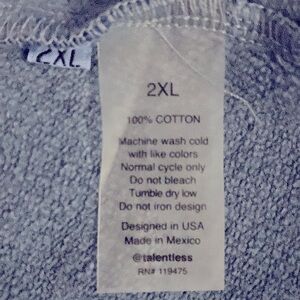 2XL
2XL
100% COTTON
Machine wash cold
with like colors
Normal cycle only
Do not bleach
Tumble dry low
Do not iron design
Designed in USA
Made in Mexico
@talentless
RN# 119475